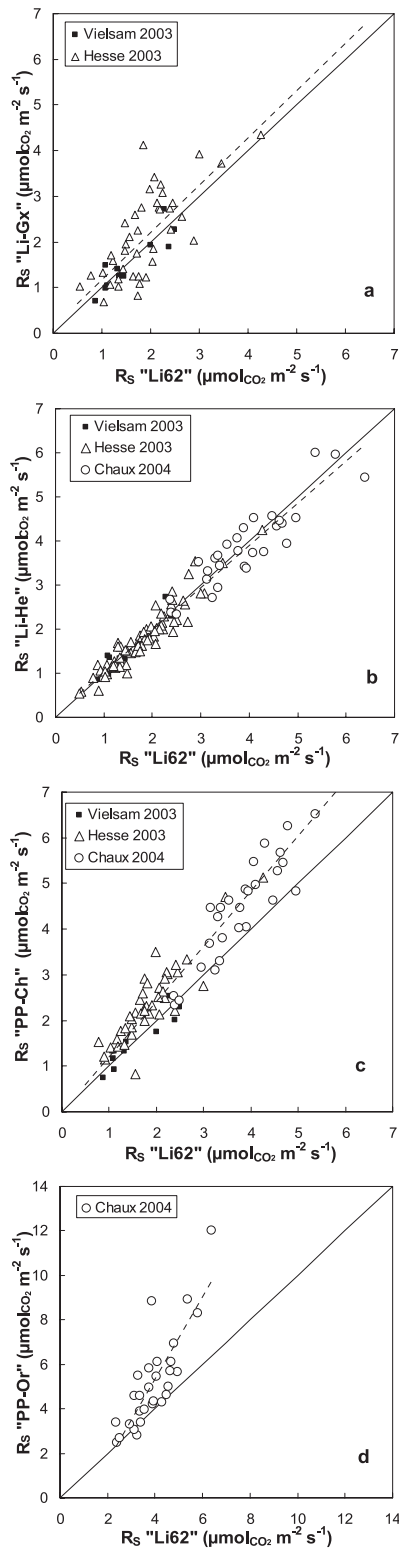 7
6
5
4
3
2
1
0
Rs "Li-Gx" (µmolCO2 m-2 s-1)
Vielsam 2003
Hesse 2003
a
0 1 2 3 4 5 6 7
Rs "Li62" (µmolCO2 m-2 s-1)
7
6
5
4
3
2
1
0
Rs "Li-He" (µmolCO2 m-2 s-1)
Vielsam 2003
Hesse 2003
Chaux 2004
b
0 1 2 3 4 5 6 7
Rs "Li62" (µmolCO2 m-2 s-1)
7
6
5
4
3
2
1
0
Rs "PP-Ch" (µmolCO2 m-2 s-1)
Vielsam 2003
Hesse 2003
Chaux 2004
c
0 1 2 3 4 5 6 7
Rs "Li62" (µmolCO2 m-2 s-1)
14
12
10
8
6
4
2
0
Rs "PP-Or" (µmolCO2 m-2 s-1)
Chaux 2004
d
0 2 4 6 8 10 12 14
Rs "Li62" (µmolCO2 m-2 s-1)